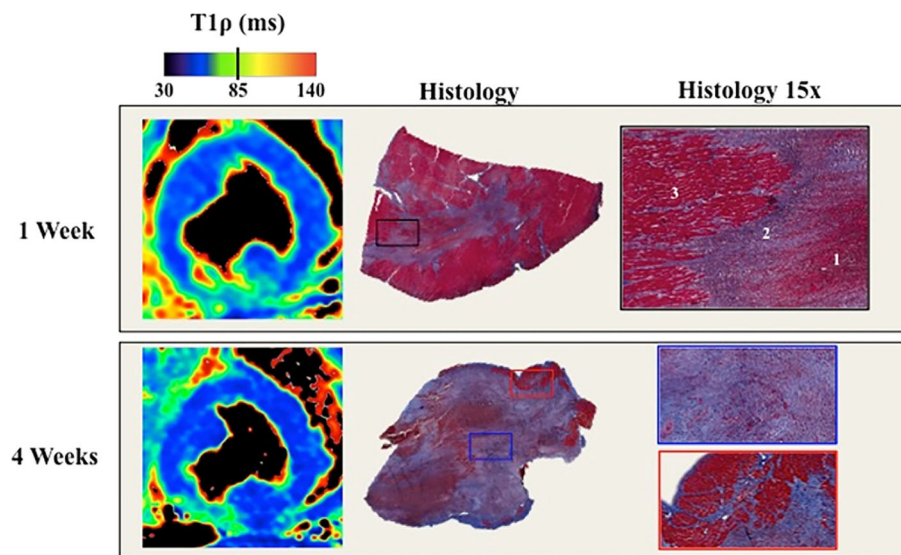 T1ρ (ms)
30 85 140
Histology Histology 15x
1 Week
3
2
1
4 Weeks